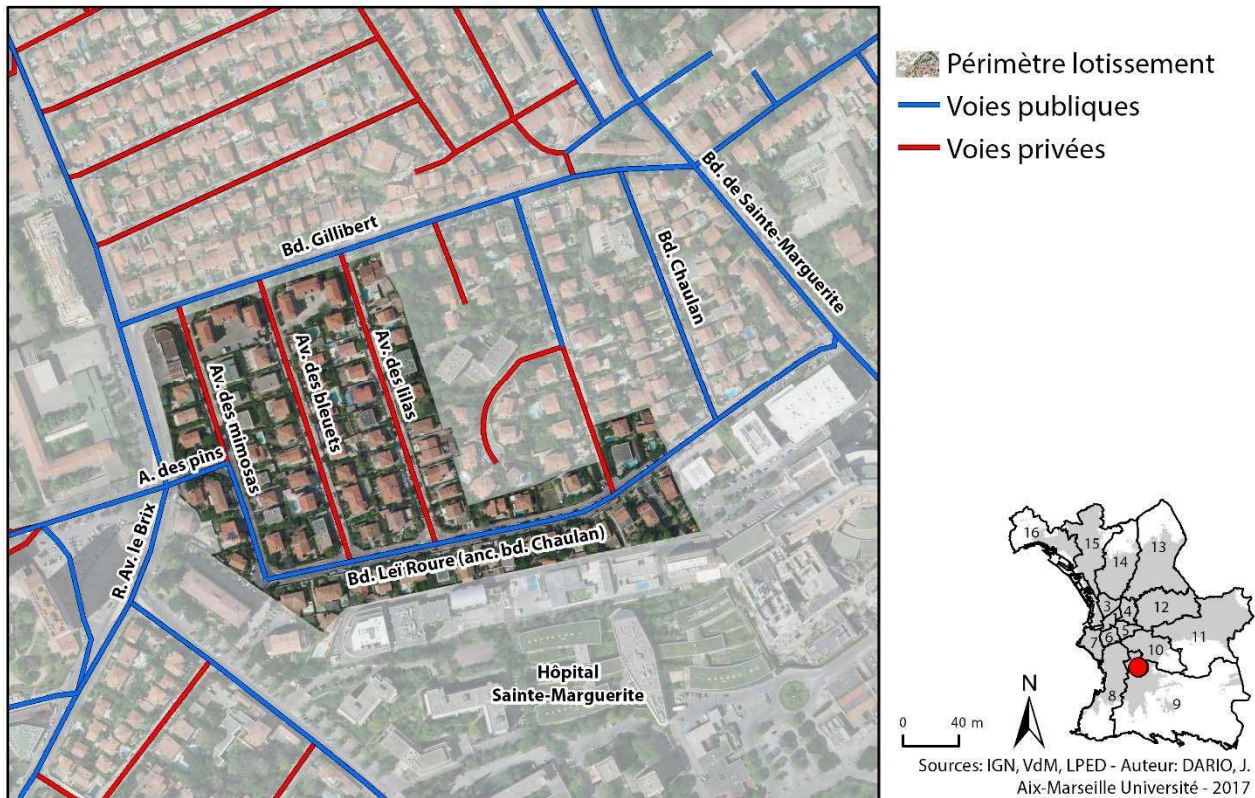 Périmètre lotissement
Voies publiques
Voies privées
Bd. Gillibert
Bd. de Sainte-Marguerite
Bd. Chaulan
Av. des mimosas
Av. des bleuets
Av. des lilas
A. des pins
R. Av. le Brix
Bd. Leï Roure (anc. bd. Chaulan)
Hôpital
Sainte-Marguerite
16
15
14
13
3
4
12
7
6
5
10
11
8
9
0 40 m
N
Sources: IGN, VdM, LPED - Auteur: DARIO, J.
Aix-Marseille Université - 2017